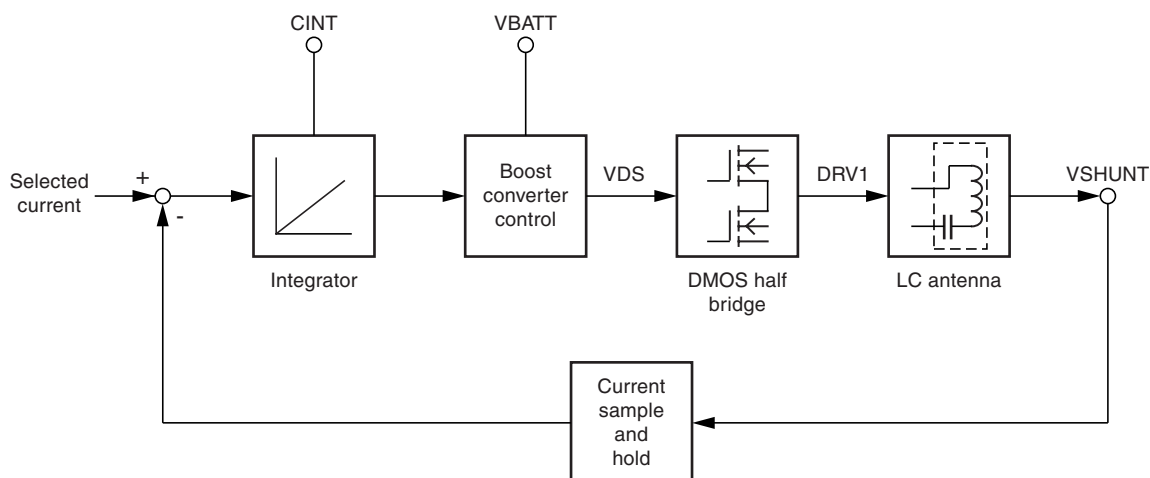 CINT
VBATT
Selected
current
+
-
Integrator
Boost
converter
control
VDS
DMOS half
bridge
DRV1
LC antenna
VSHUNT
Current
sample
and
hold